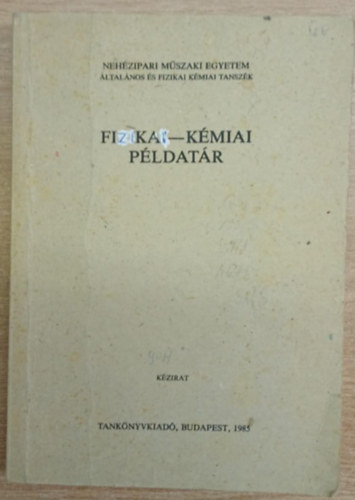 NEHÉZIPARI MŰSZAKI EGYETEM
ÁLTALÁNOS ÉS FIZIKAI KÉMIAI TANSZÉK
FIZIKAI—KÉMIAI
PÉLDATÁR
KÉZIRAT
TANKÖNYVKIADÓ, BUDAPEST, 1985